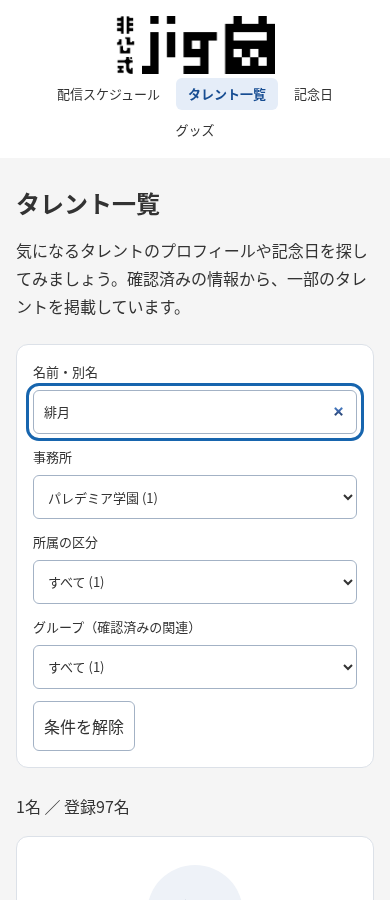 非公式 jig
配信スケジュール タレント一覧 記念日
グッズ
タレント一覧
気になるタレントのプロフィールや記念日を探し
てみましょう。確認済みの情報から、一部のタレ
ントを掲載しています。
名前・別名
緋月 ×
事務所
パレデミア学園 (1)
所属の区分
すべて (1)
グループ（確認済みの関連）
すべて (1)
条件を解除
1名 ／ 登録97名